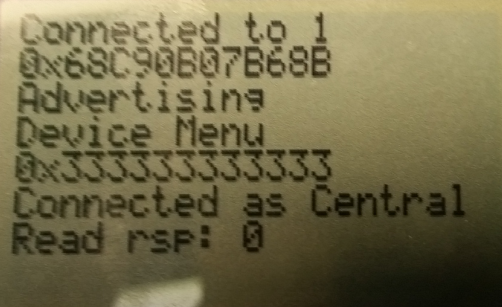 Connected to 1
0x68C90B07B68B
Advertising
Device Menu
0x333333333333
Connected as Central
Read rsp: 0